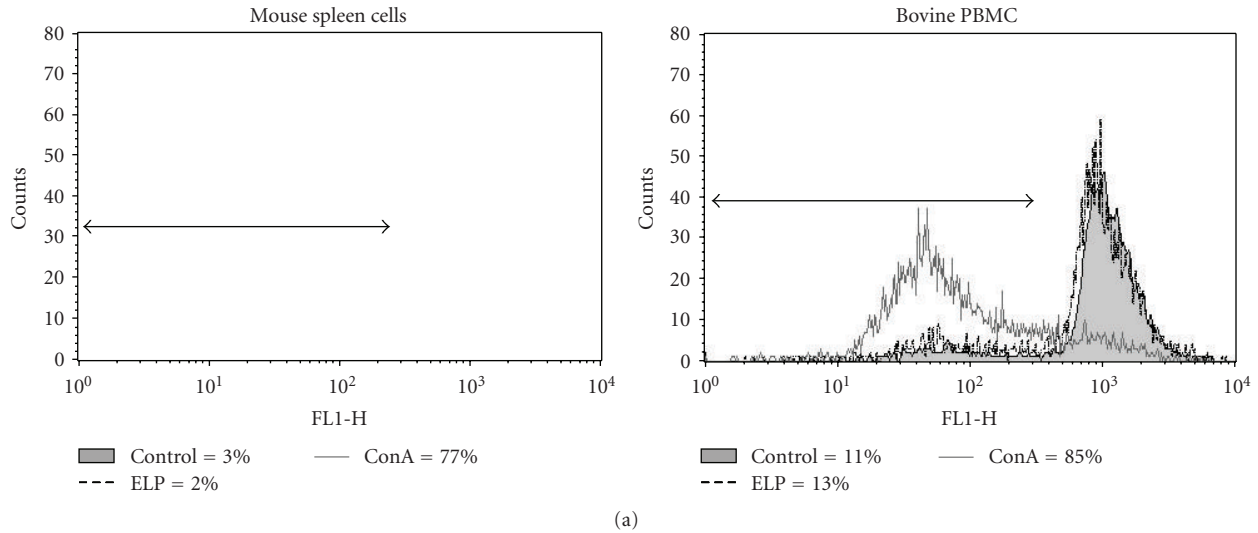 Mouse spleen cells
80
70
60
50
40
30
20
10
0
Counts
10⁰ 10¹ 10² 10³ 10⁴
FL1-H
Control = 3% ConA = 77%
ELP = 2%
Bovine PBMC
80
70
60
50
40
30
20
10
0
Counts
10⁰ 10¹ 10² 10³ 10⁴
FL1-H
Control = 11% ConA = 85%
ELP = 13%
(a)